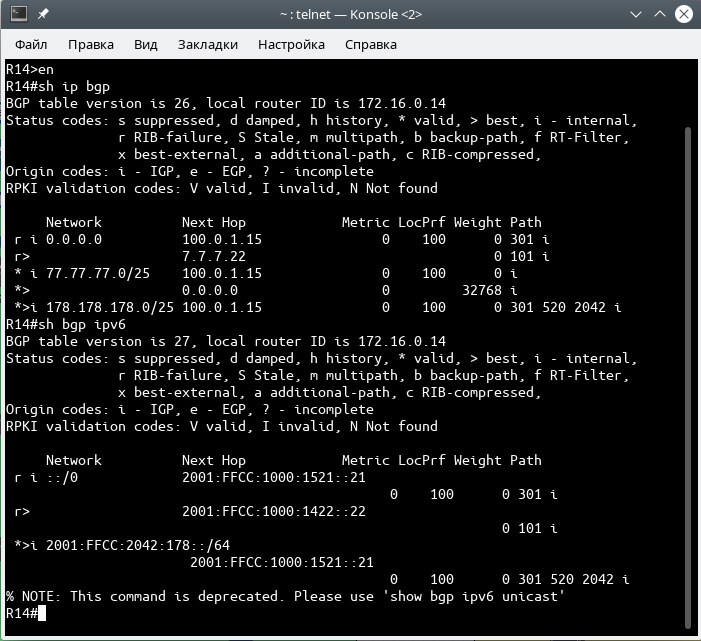 ~ : telnet — Konsole <2>
Файл Правка Вид Закладки Настройка Справка
R14>en
R14#sh ip bgp
BGP table version is 26, local router ID is 172.16.0.14
Status codes: s suppressed, d damped, h history, * valid, > best, i - internal,
              r RIB-failure, S Stale, m multipath, b backup-path, f RT-Filter,
              x best-external, a additional-path, c RIB-compressed,
Origin codes: i - IGP, e - EGP, ? - incomplete
RPKI validation codes: V valid, I invalid, N Not found
     Network          Next Hop            Metric LocPrf Weight Path
 r i 0.0.0.0          100.0.1.15               0    100      0 301 i
 r>                   7.7.7.22                               0 101 i
 * i 77.77.77.0/25    100.0.1.15               0    100      0 i
 *>                   0.0.0.0                  0         32768 i
 *>i 178.178.178.0/25 100.0.1.15               0    100      0 301 520 2042 i
R14#sh bgp ipv6
BGP table version is 27, local router ID is 172.16.0.14
Status codes: s suppressed, d damped, h history, * valid, > best, i - internal,
              r RIB-failure, S Stale, m multipath, b backup-path, f RT-Filter,
              x best-external, a additional-path, c RIB-compressed,
Origin codes: i - IGP, e - EGP, ? - incomplete
RPKI validation codes: V valid, I invalid, N Not found
     Network          Next Hop            Metric LocPrf Weight Path
 r i ::/0             2001:FFCC:1000:1521::21
                                                0    100      0 301 i
 r>                   2001:FFCC:1000:1422::22
                                                              0 101 i
 *>i 2001:FFCC:2042:178::/64
                       2001:FFCC:1000:1521::21
                                                0    100      0 301 520 2042 i
% NOTE: This command is deprecated. Please use 'show bgp ipv6 unicast'
R14#